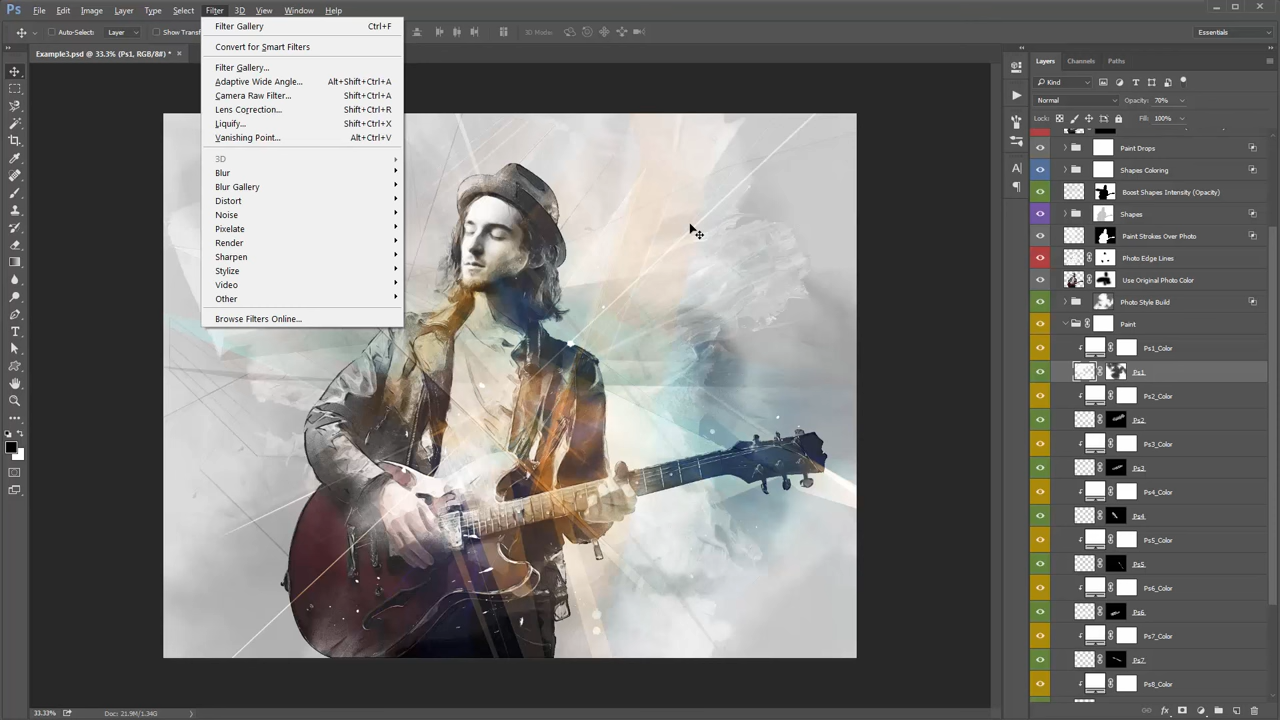 Ps File Edit Image Layer Type Select Filter 3D View Window Help
Auto-Select: Layer Show Trans 3D Mode: Essentials
Example3.psd @ 33.3% (Ps1, RGB/8#) * ×
Filter Gallery Ctrl+F
Convert for Smart Filters
Filter Gallery...
Adaptive Wide Angle... Alt+Shift+Ctrl+A
Camera Raw Filter... Shift+Ctrl+A
Lens Correction... Shift+Ctrl+R
Liquify... Shift+Ctrl+X
Vanishing Point... Alt+Ctrl+V
3D
Blur
Blur Gallery
Distort
Noise
Pixelate
Render
Sharpen
Stylize
Video
Other
Browse Filters Online...
Layers Channels Paths
Kind
Normal Opacity: 70%
Lock: Fill: 100%
Paint Drops
Shapes Coloring
Boost Shapes Intensity (Opacity)
Shapes
Paint Strokes Over Photo
Photo Edge Lines
Use Original Photo Color
Photo Style Build
Paint
Ps1_Color
Ps1
Ps2_Color
Ps2
Ps3_Color
Ps3
Ps4_Color
Ps4
Ps5_Color
Ps5
Ps6_Color
Ps6
Ps7_Color
Ps7
Ps8_Color
33.33% Doc: 21.9M/1.34G
fx